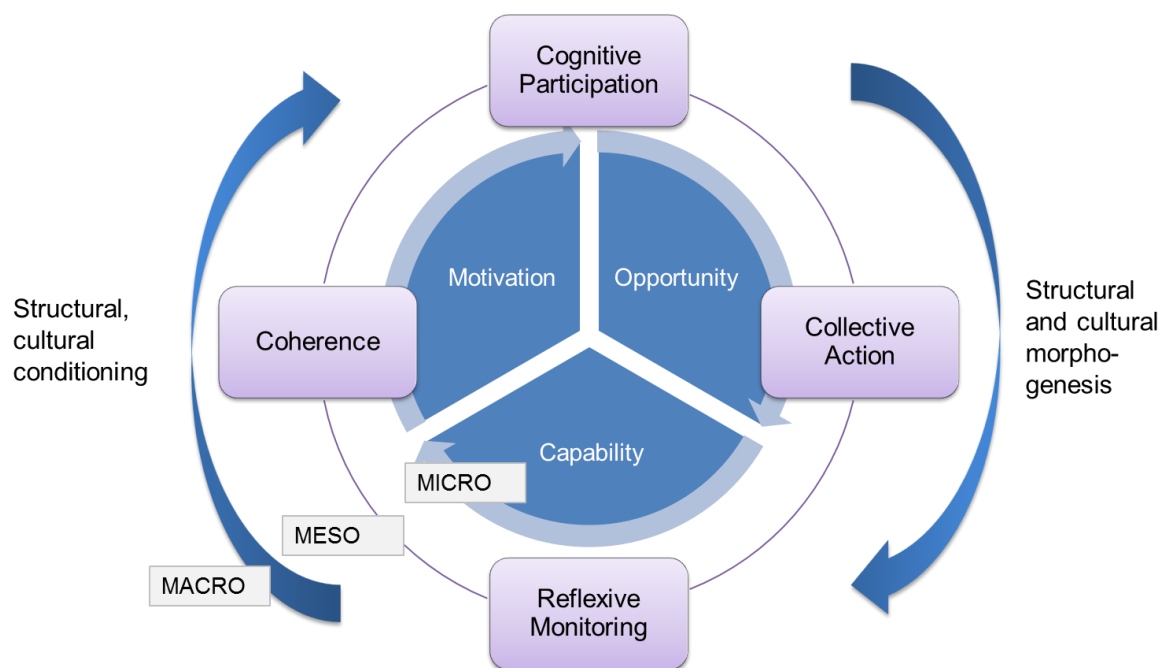 Cognitive
Participation
Motivation
Opportunity
Structural,
cultural
conditioning
Coherence
Collective
Action
Structural
and cultural
morpho-
genesis
Capability
MICRO
MESO
MACRO
Reflexive
Monitoring